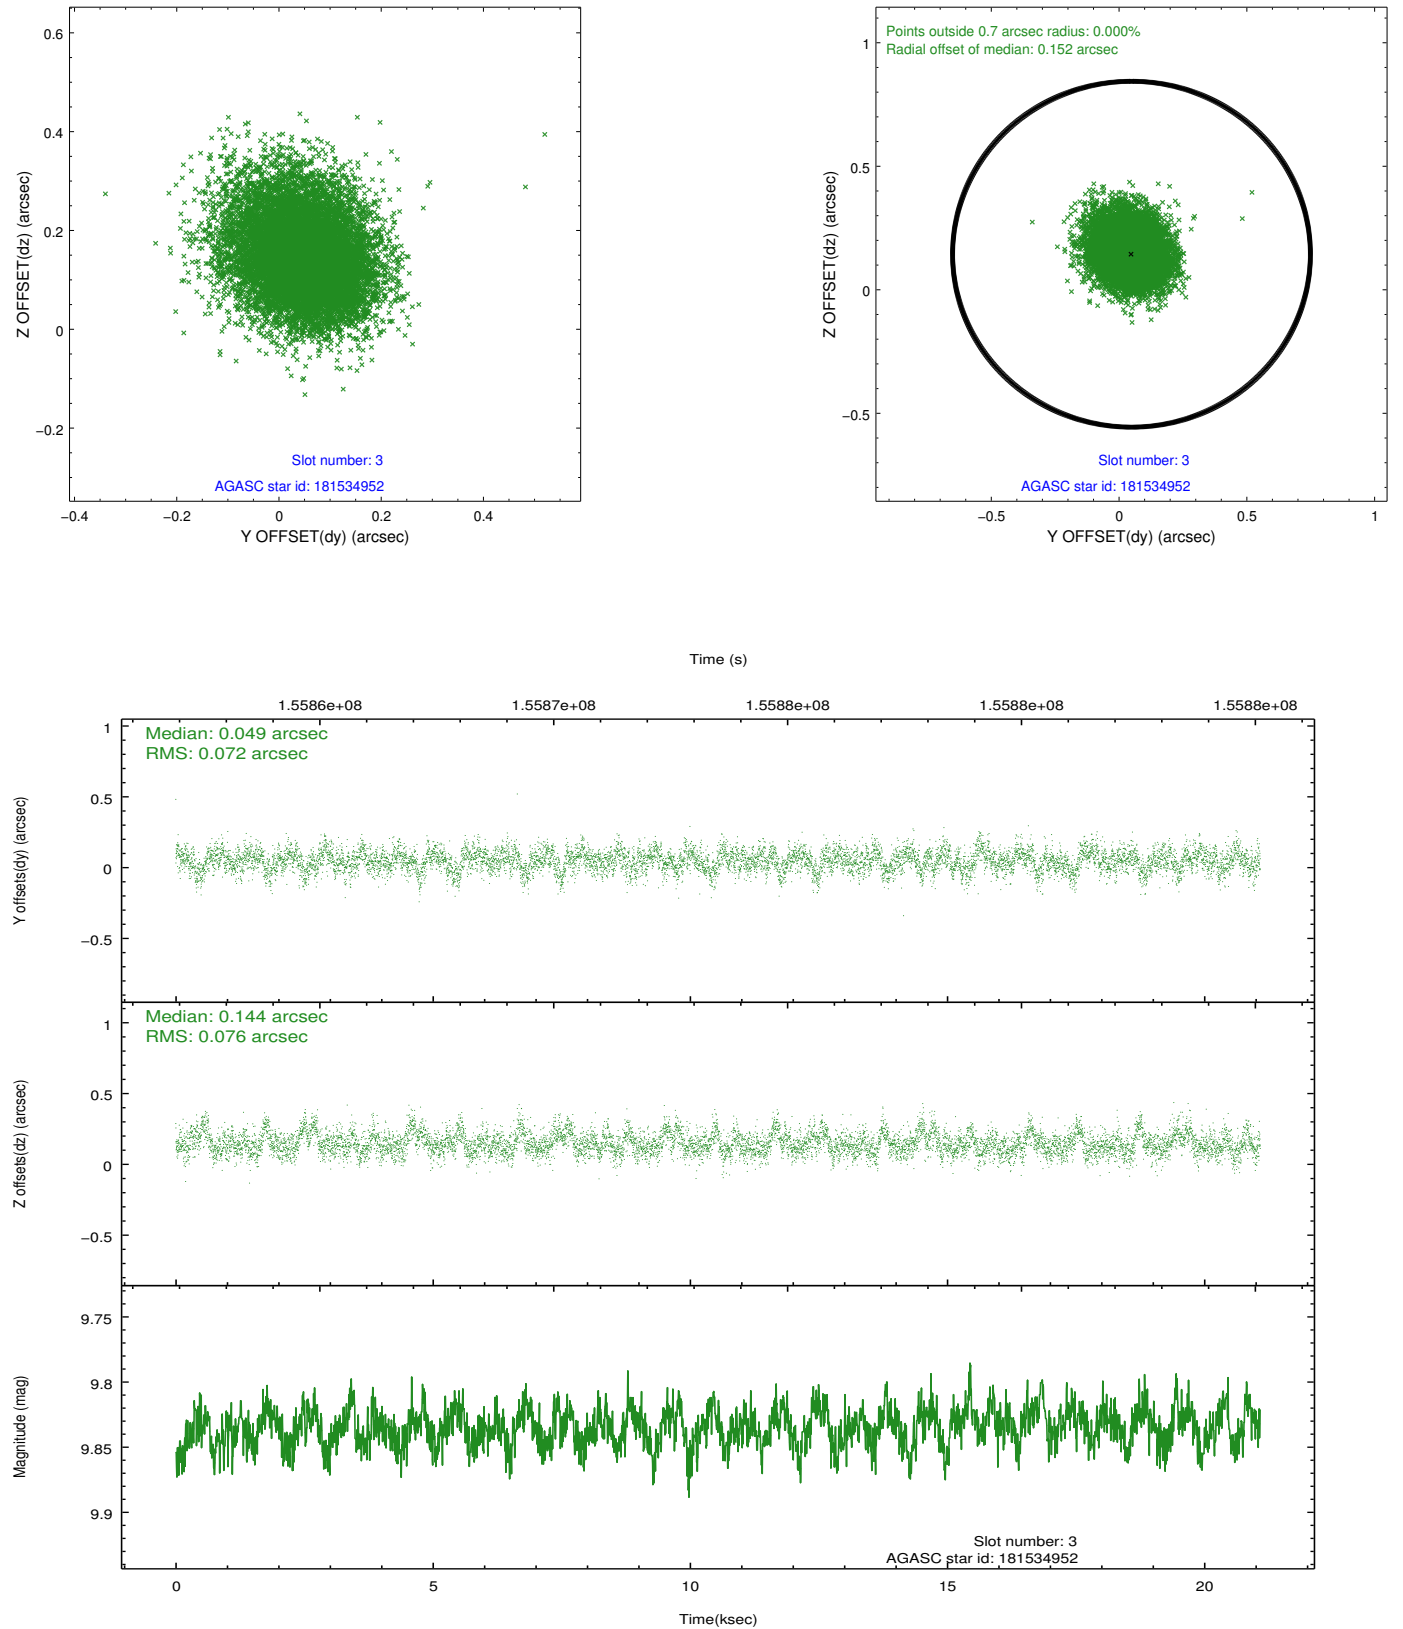 0.6
0.4
0.2
0
−0.2
−0.4
−0.2
0
0.2
0.4
Z OFFSET(dz) (arcsec)
Y OFFSET(dy) (arcsec)
Slot number: 3
AGASC star id: 181534952
Points outside 0.7 arcsec radius: 0.000%
Radial offset of median: 0.152 arcsec
1
0.5
0
−0.5
−0.5
0
0.5
1
Z OFFSET(dz) (arcsec)
Y OFFSET(dy) (arcsec)
Slot number: 3
AGASC star id: 181534952
Time (s)
1.5586e+08
1.5587e+08
1.5588e+08
1.5588e+08
1.5588e+08
Median: 0.049 arcsec
RMS: 0.072 arcsec
1
0.5
0
−0.5
Y offsets(dy) (arcsec)
Median: 0.144 arcsec
RMS: 0.076 arcsec
1
0.5
0
−0.5
Z offsets(dz) (arcsec)
9.75
9.8
9.85
9.9
Magnitude (mag)
Slot number: 3
AGASC star id: 181534952
0
5
10
15
20
Time(ksec)